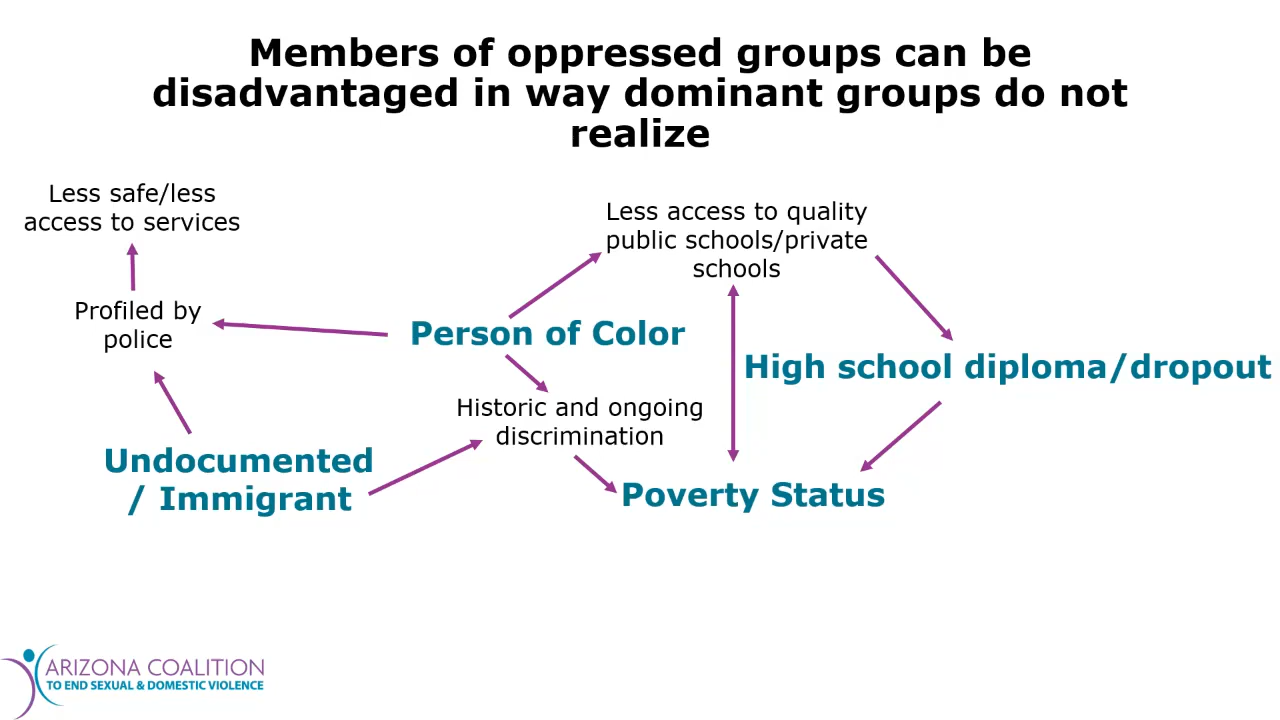 Members of oppressed groups can be
disadvantaged in way dominant groups do not
realize
Less safe/less
access to services
Less access to quality
public schools/private
schools
Profiled by
police
Person of Color
High school diploma/dropout
Historic and ongoing
discrimination
Undocumented
/ Immigrant
Poverty Status
ARIZONA COALITION
TO END SEXUAL & DOMESTIC VIOLENCE